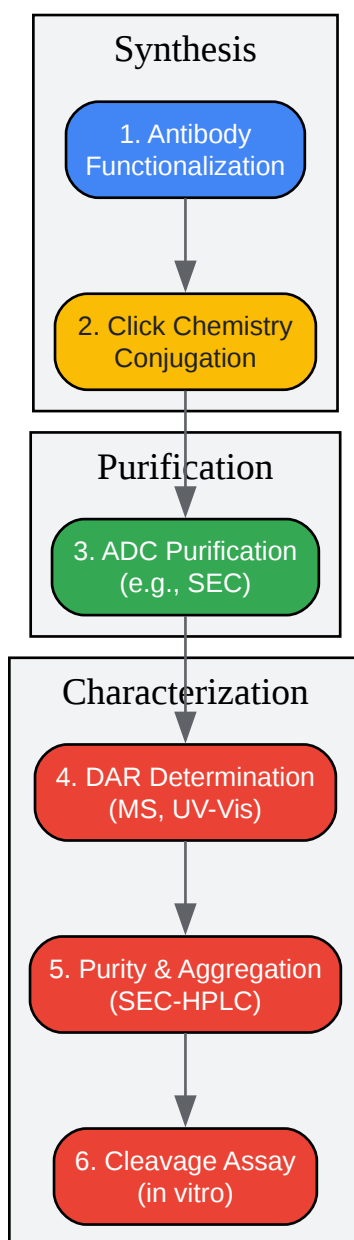 Synthesis
1. Antibody
Functionalization
2. Click Chemistry
Conjugation
Purification
3. ADC Purification
(e.g., SEC)
Characterization
4. DAR Determination
(MS, UV-Vis)
5. Purity & Aggregation
(SEC-HPLC)
6. Cleavage Assay
(in vitro)